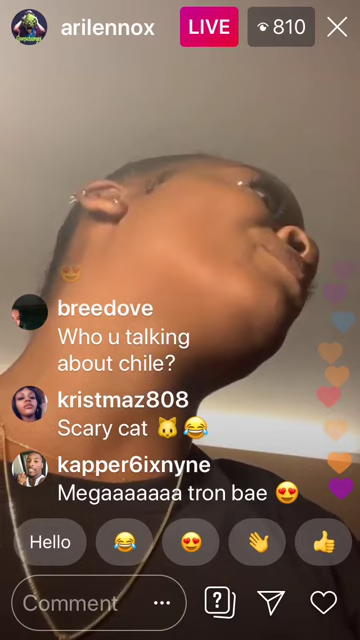 arilennox
LIVE
810
breedove
Who u talking
about chile?
kristmaz808
Scary cat 🐱😂
kapper6ixnyne
Megaaaaaaa tron bae 😍
Hello
Comment